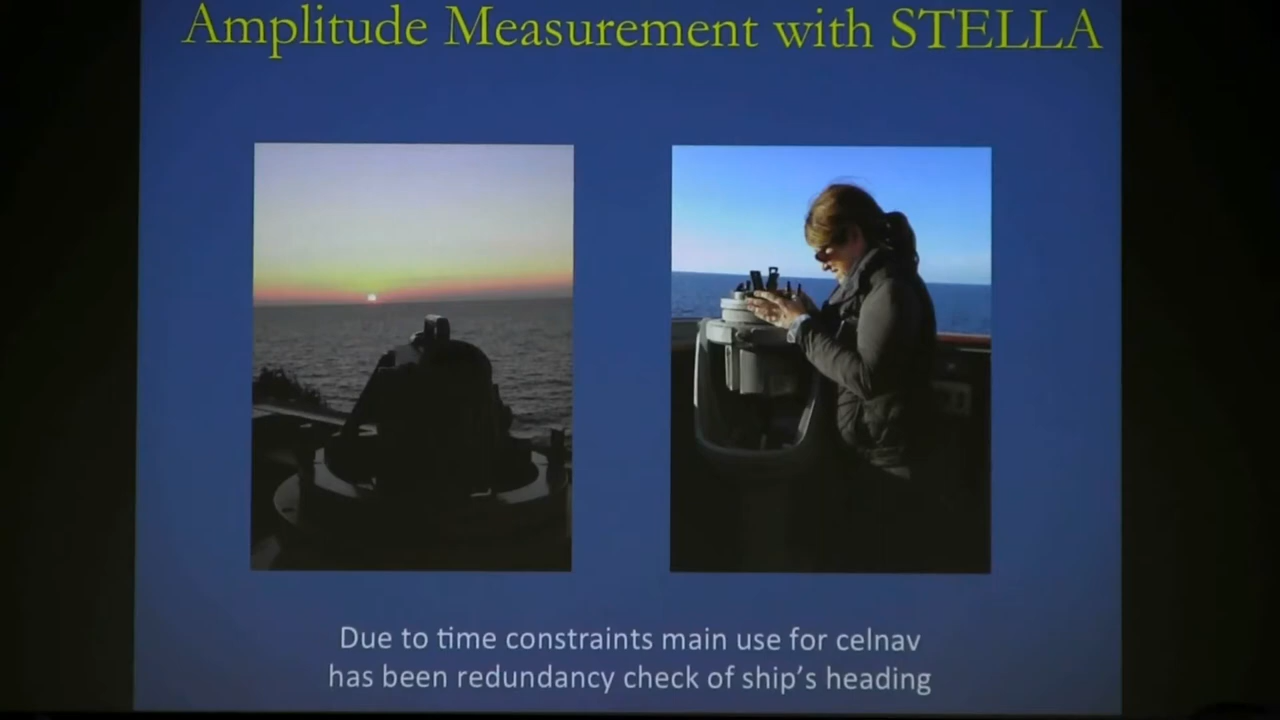 Amplitude Measurement with STELLA
Due to time constraints main use for celnav
has been redundancy check of ship's heading